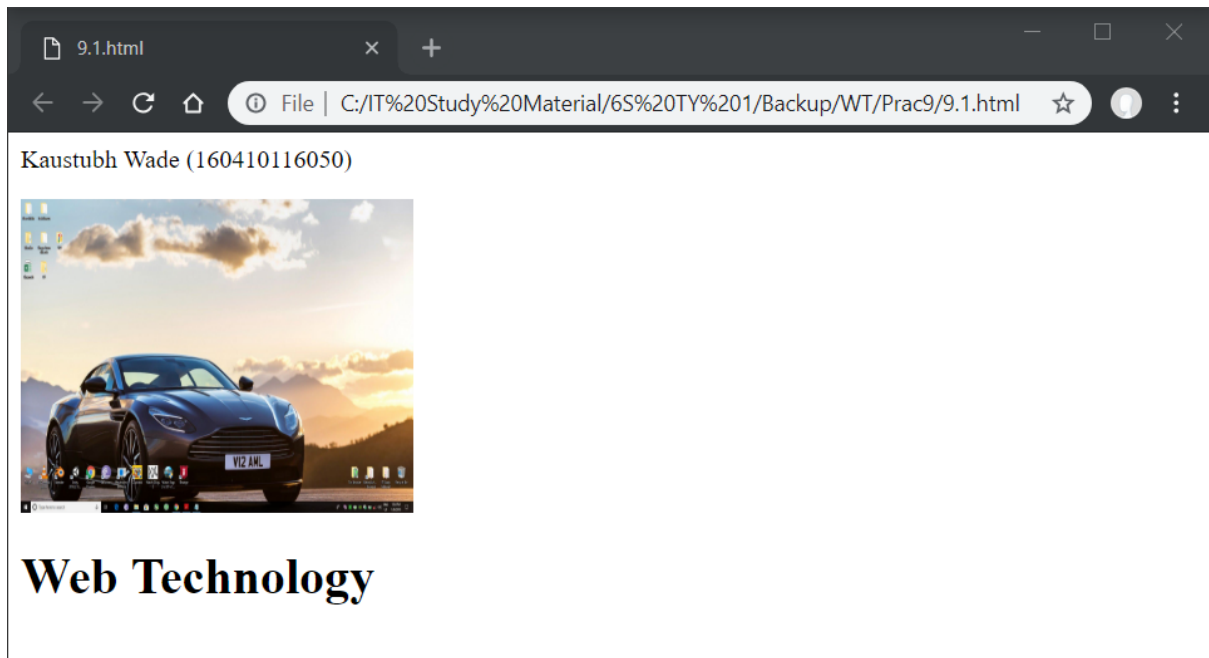 9.1.html
File | C:/IT%20Study%20Material/6S%20TY%201/Backup/WT/Prac9/9.1.html
Kaustubh Wade (160410116050)
V12 AML
Web Technology